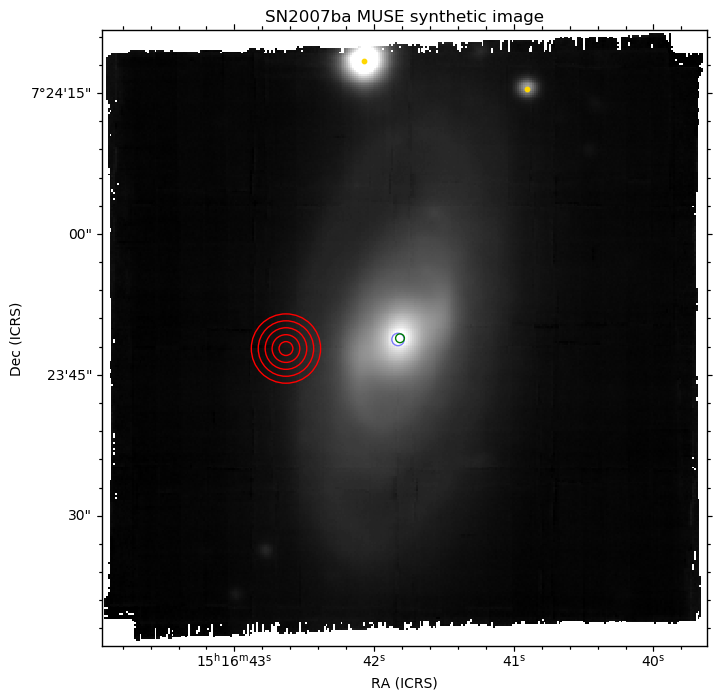 SN2007ba MUSE synthetic image
7°24'15"
00"
23'45"
30"
Dec (ICRS)
15ʰ16ᵐ43ˢ 42ˢ 41ˢ 40ˢ
RA (ICRS)